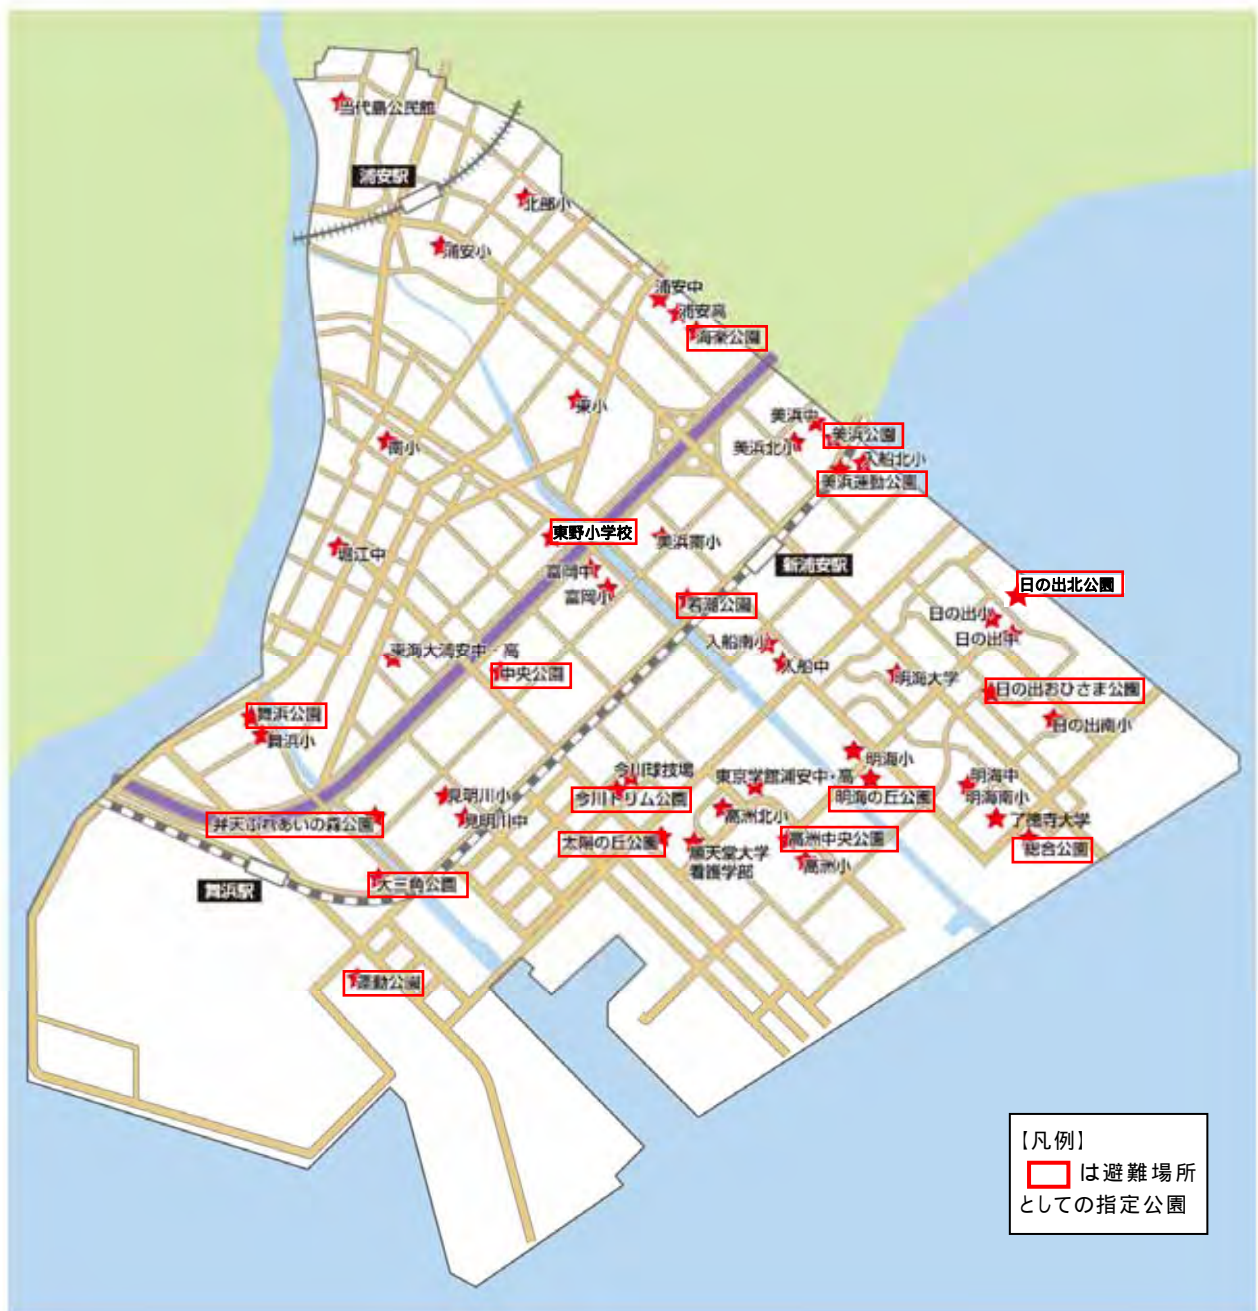 当代島公民館
浦安駅
北部小
浦安小
浦安中
浦安高
海楽公園
東小
美浜中
美浜公園
美浜北小
入船北小
南小
美浜運動公園
東野小学校
美浜南小
堀江中
新浦安駅
富岡中
富岡小
日の出北公園
若潮公園
日の出小
日の出中
入船南小
東海大浦安中・高
入船中
中央公園
明海大学
日の出おひさま公園
舞浜公園
日の出南小
舞浜小
明海小
今川球技場
東京学館浦安中・高
明海中
見明川小
今川ドリム公園
明海の丘公園
明海南小
高洲北小
見明川中
弁天ふれあいの森公園
了德寺大学
太陽の丘公園
高洲中央公園
総合公園
順天堂大学
看護学部
高洲小
大三角公園
舞浜駅
運動公園
【凡例】
は避難場所
としての指定公園